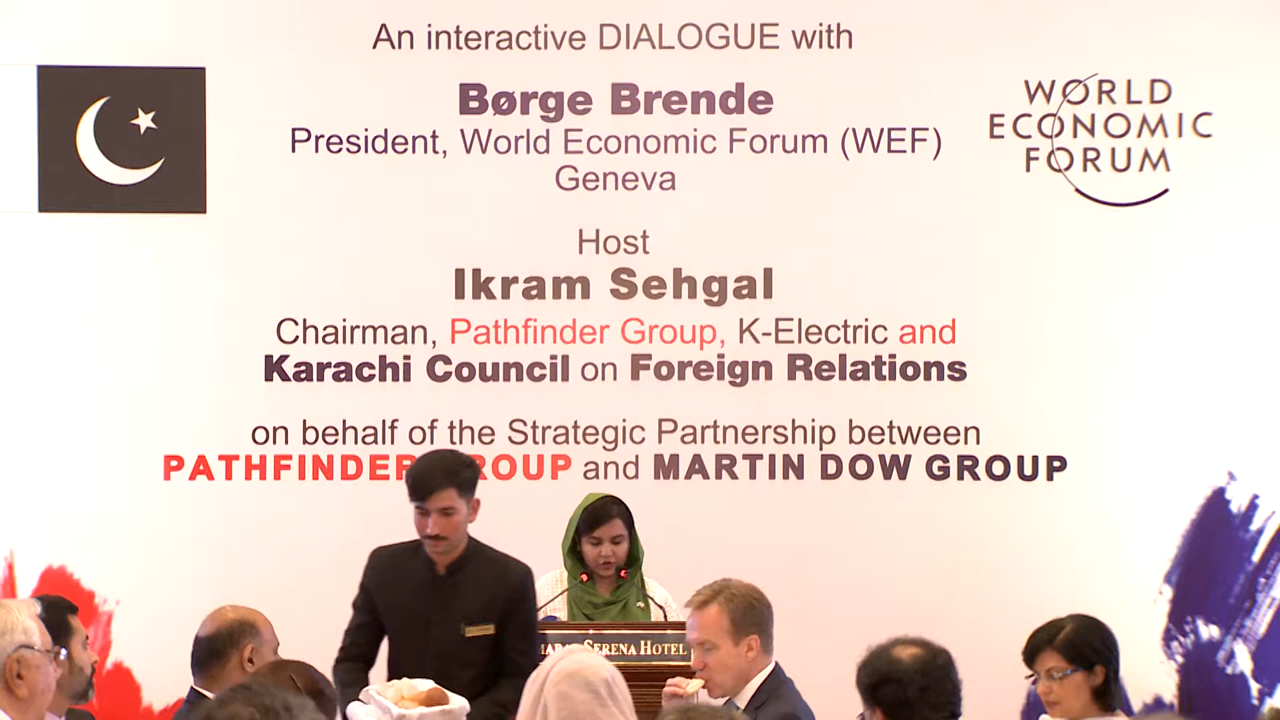 An interactive DIALOGUE with
Børge Brende
President, World Economic Forum (WEF)
Geneva
WORLD
ECONOMIC
FORUM
Host
Ikram Sehgal
Chairman, Pathfinder Group, K-Electric and
Karachi Council on Foreign Relations
on behalf of the Strategic Partnership between
PATHFINDER GROUP and MARTIN DOW GROUP
SERENA HOTEL